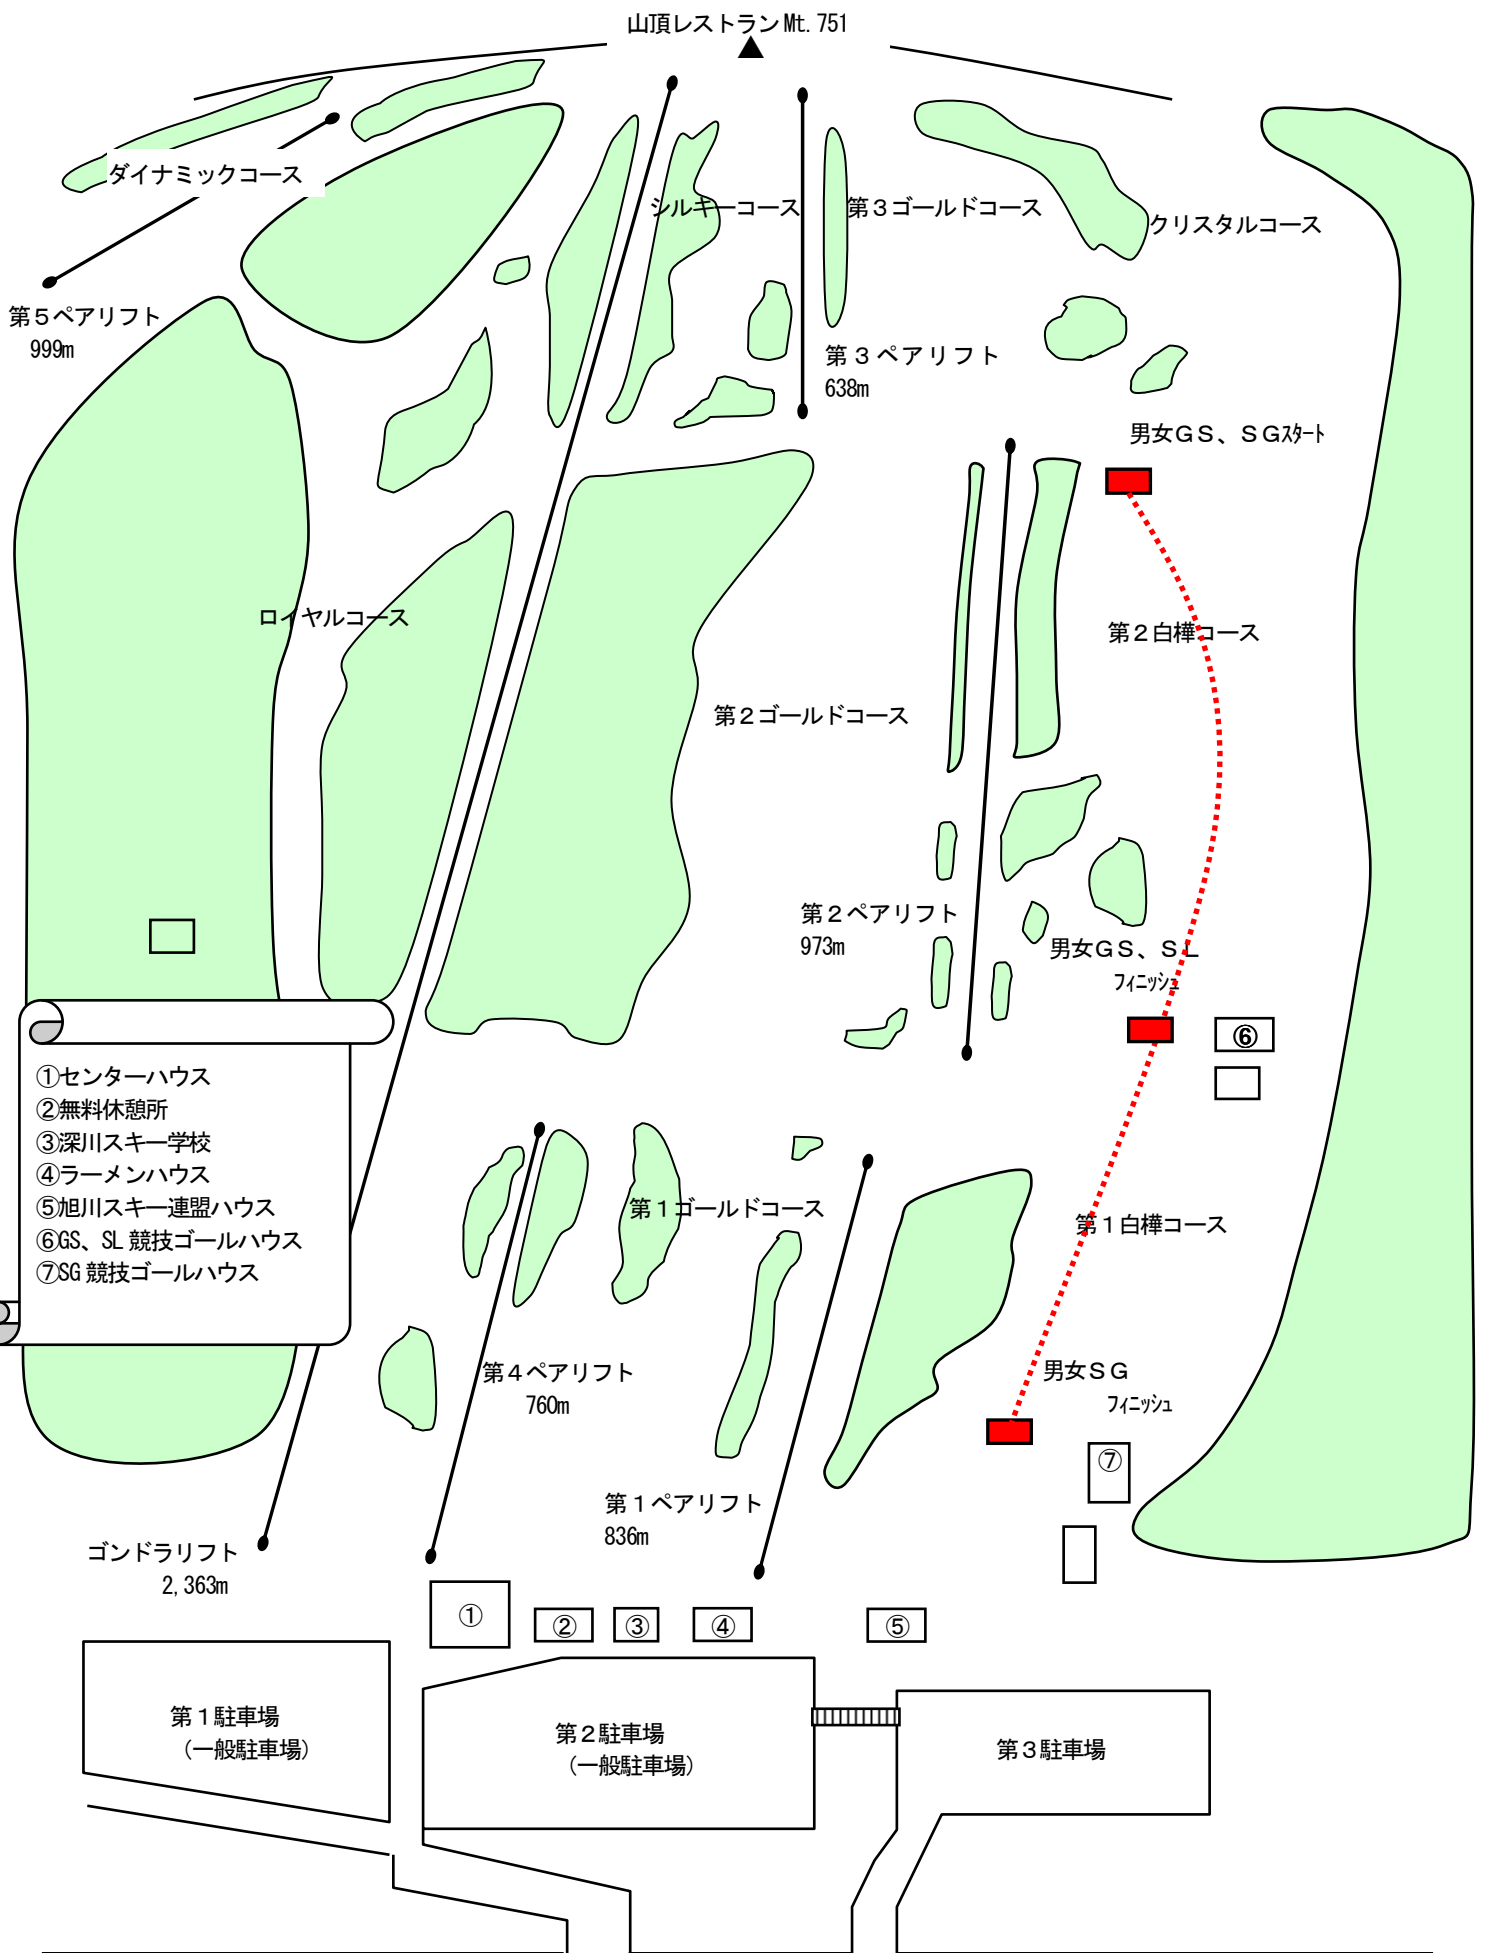 山頂レストランMt.751
ダイナミックコース
シルキーコース
第３ゴールドコース
クリスタルコース
第５ペアリフト
999m
第３ペアリフト
638m
男女ＧＳ、ＳＧｽﾀｰﾄ
ロイヤルコース
第２白樺コース
第２ゴールドコース
第２ペアリフト
973m
男女ＧＳ、ＳＬ
ﾌｨﾆｯｼｭ
⑥
①センターハウス
②無料休憩所
③深川スキー学校
④ラーメンハウス
⑤旭川スキー連盟ハウス
⑥GS、SL競技ゴールハウス
⑦SG競技ゴールハウス
第１ゴールドコース
第１白樺コース
第４ペアリフト
760m
男女ＳＧ
ﾌｨﾆｯｼｭ
⑦
第１ペアリフト
836m
ゴンドラリフト
2,363m
①
②
③
④
⑤
第１駐車場
（一般駐車場）
第２駐車場
（一般駐車場）
第３駐車場